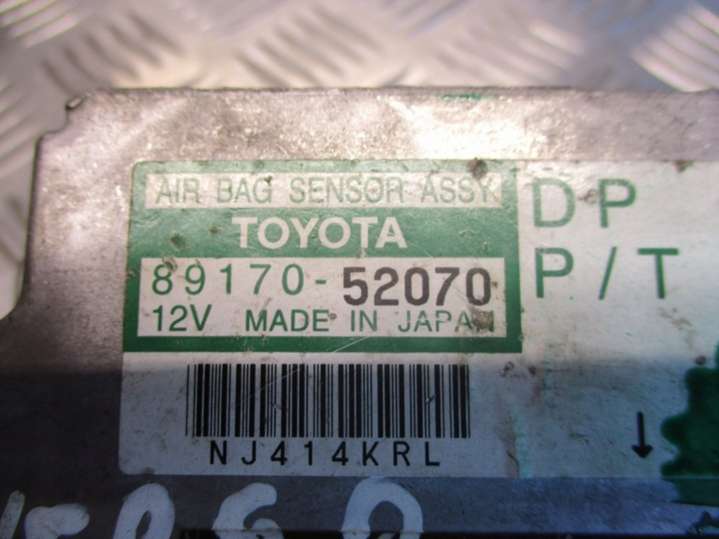 AIR BAG SENSOR ASSY
TOYOTA
89170-52070
12V MADE IN JAPAN
DP
P/T
NJ414KRL